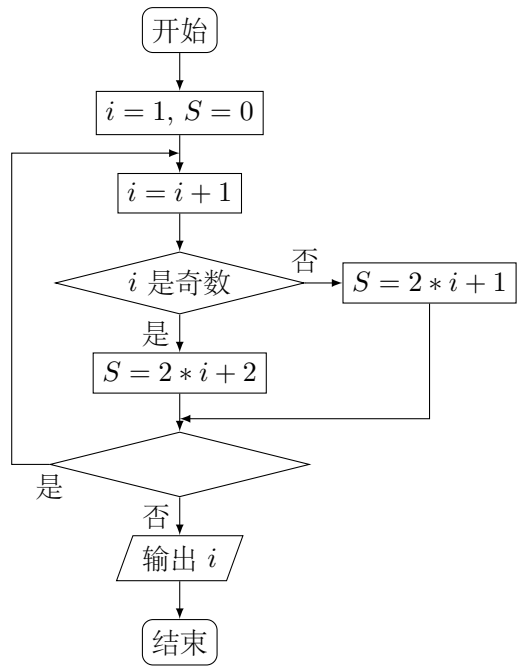 开始
i = 1, S = 0
i = i + 1
i 是奇数
否
S = 2 * i + 1
是
S = 2 * i + 2
是
否
输出 i
结束